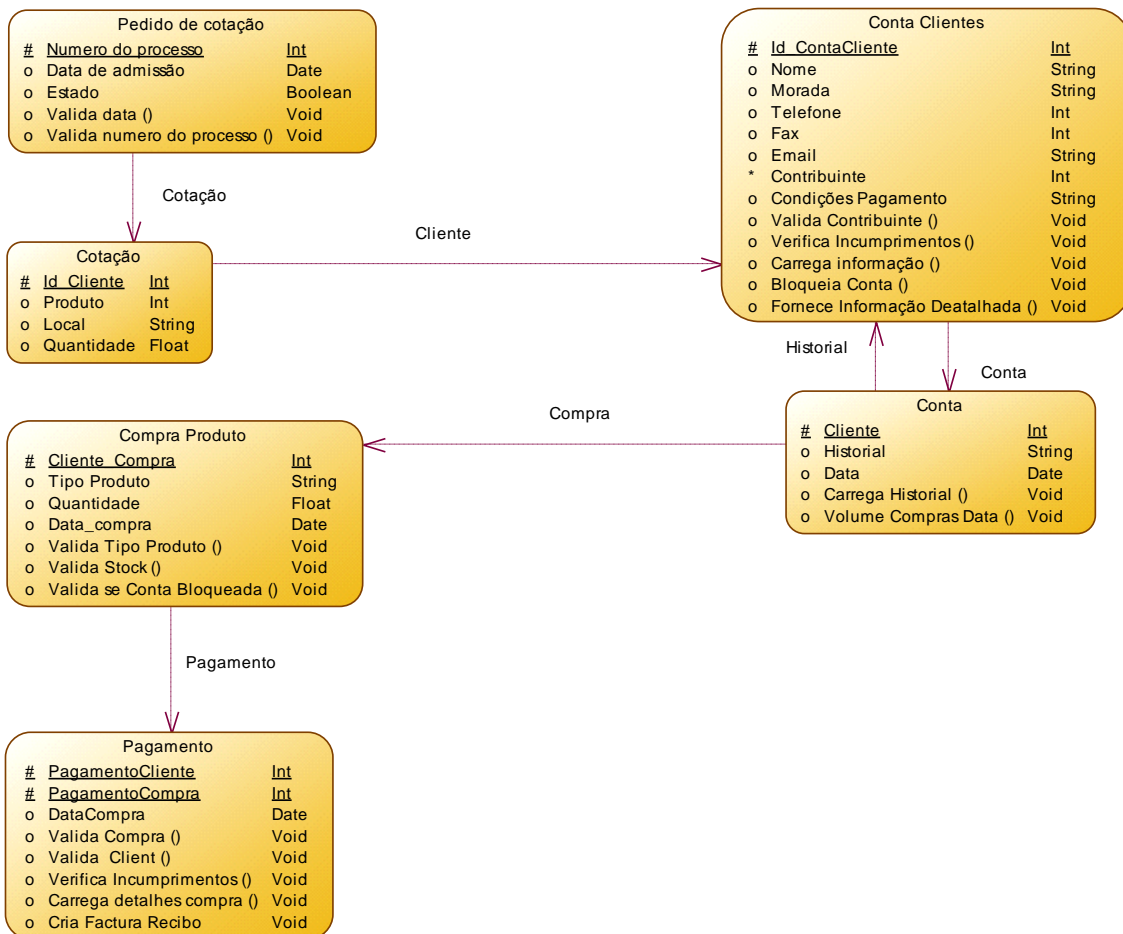 Pedido de cotação
# Numero do processo Int
o Data de admissão Date
o Estado Boolean
o Valida data () Void
o Valida numero do processo () Void
Cotação
Cotação
# Id_Cliente Int
o Produto Int
o Local String
o Quantidade Float
Cliente
Conta Clientes
# Id_ContaCliente Int
o Nome String
o Morada String
o Telefone Int
o Fax Int
o Email String
* Contribuinte Int
o Condições Pagamento String
o Valida Contribuinte () Void
o Verifica Incumprimentos () Void
o Carrega informação () Void
o Bloqueia Conta () Void
o Fornece Informação Deatalhada () Void
Historial
Conta
Conta
# Cliente Int
o Historial String
o Data Date
o Carrega Historial () Void
o Volume Compras Data () Void
Compra
Compra Produto
# Cliente_Compra Int
o Tipo Produto String
o Quantidade Float
o Data_compra Date
o Valida Tipo Produto () Void
o Valida Stock () Void
o Valida se Conta Bloqueada () Void
Pagamento
Pagamento
# PagamentoCliente Int
# PagamentoCompra Int
o DataCompra Date
o Valida Compra () Void
o Valida Client () Void
o Verifica Incumprimentos () Void
o Carrega detalhes compra () Void
o Cria Factura Recibo Void